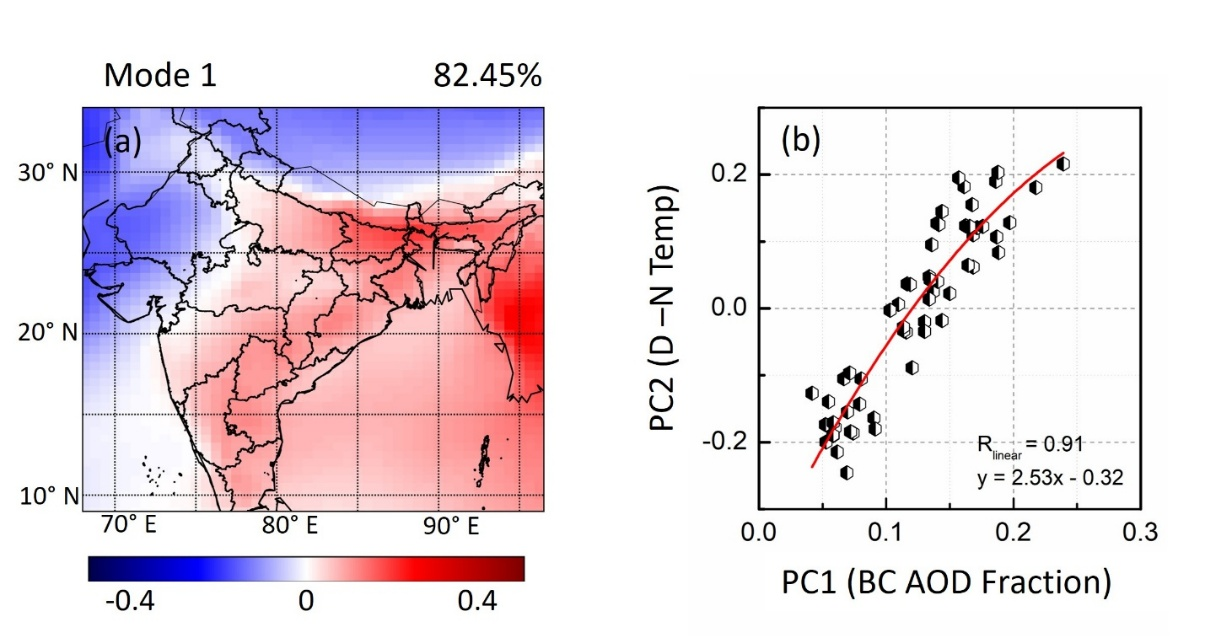 Mode 1 82.45%
(a)
30° N
20° N
10° N
70° E 80° E 90° E
-0.4 0 0.4
(b)
PC2 (D –N Temp)
0.2
0.0
-0.2
R linear = 0.91
y = 2.53x - 0.32
0.0 0.1 0.2 0.3
PC1 (BC AOD Fraction)